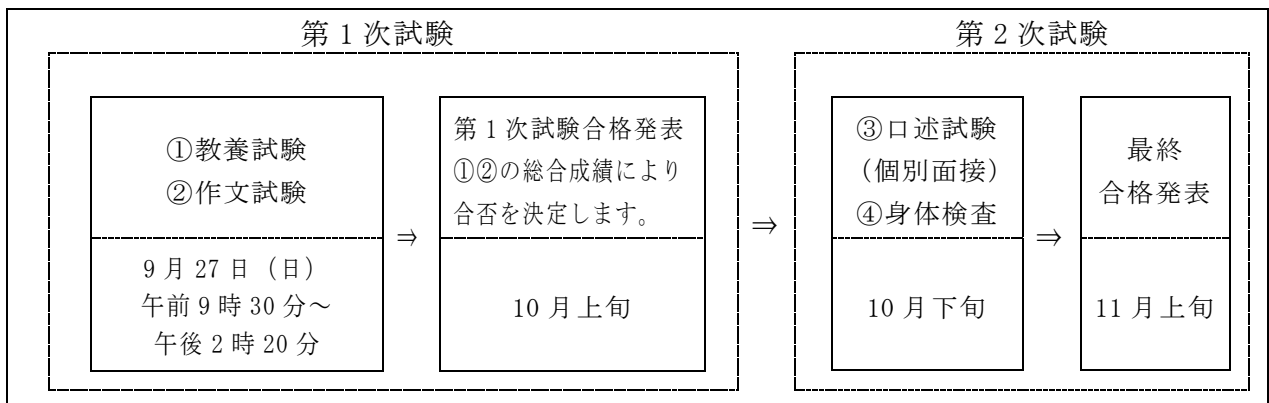 第1次試験
①教養試験
②作文試験
9月27日（日）
午前9時30分～
午後2時20分
⇒
第1次試験合格発表
①②の総合成績により
合否を決定します。
10月上旬
⇒
第2次試験
③口述試験
（個別面接）
④身体検査
10月下旬
⇒
最終
合格発表
11月上旬